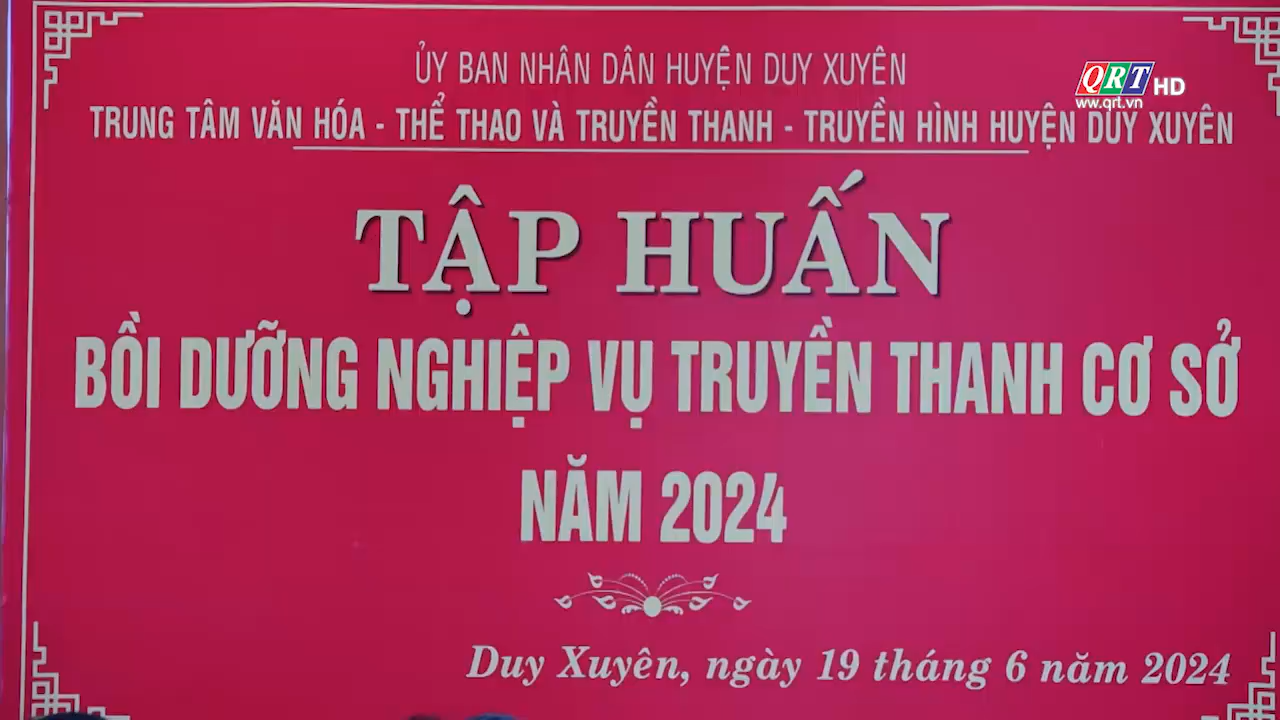 ỦY BAN NHÂN DÂN HUYỆN DUY XUYÊN
QRT HD
ww.qrt.vn
TRUNG TÂM VĂN HÓA - THỂ THAO VÀ TRUYỀN THANH - TRUYỀN HÌNH HUYỆN DUY XUYÊN
TẬP HUẤN
BỒI DƯỠNG NGHIỆP VỤ TRUYỀN THANH CƠ SỞ
NĂM 2024
Duy Xuyên, ngày 19 tháng 6 năm 2024